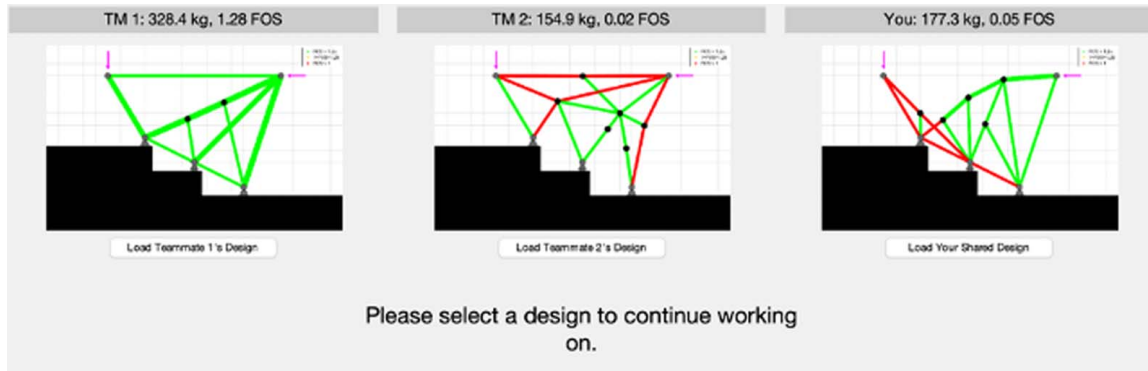 TM 1: 328.4 kg, 1.28 FOS
TM 2: 154.9 kg, 0.02 FOS
You: 177.3 kg, 0.05 FOS
Load Teammate 1's Design
Load Teammate 2's Design
Load Your Shared Design
Please select a design to continue working
on.